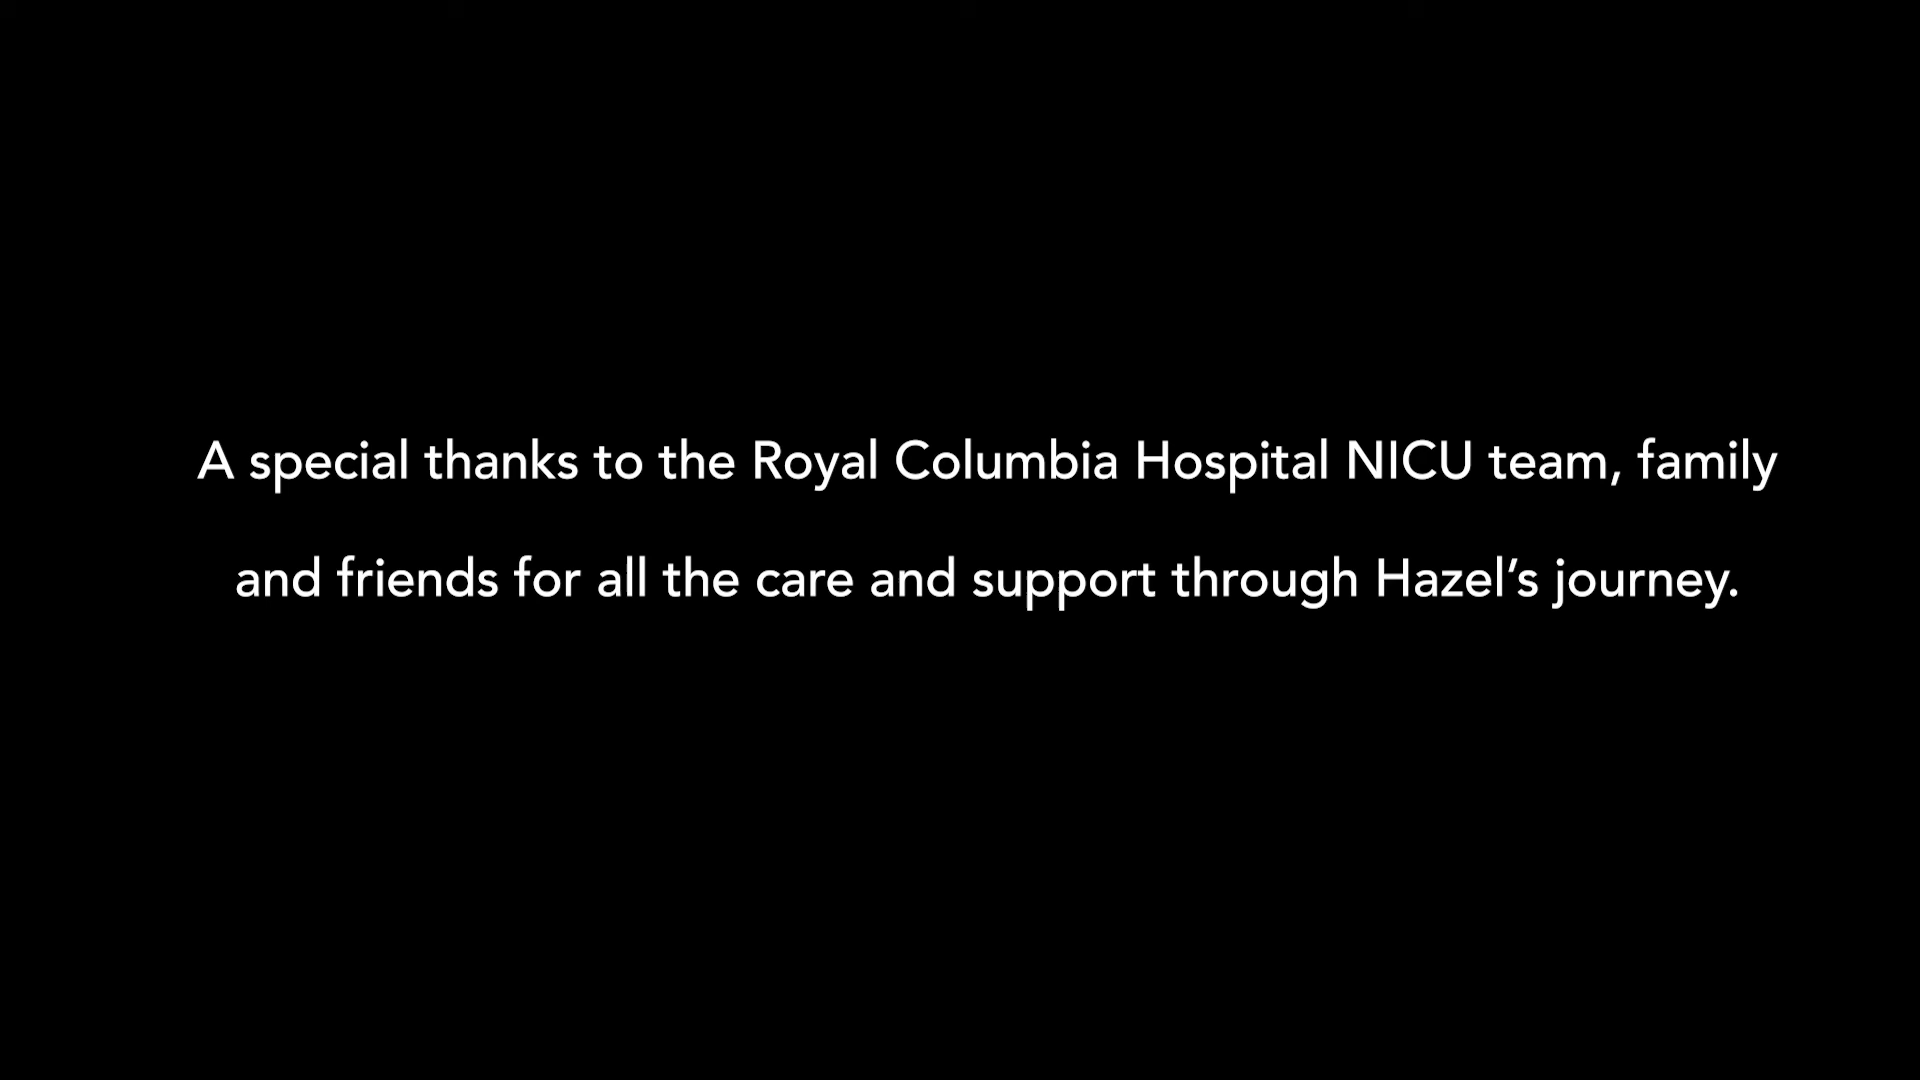 A special thanks to the Royal Columbia Hospital NICU team, family
and friends for all the care and support through Hazel’s journey.